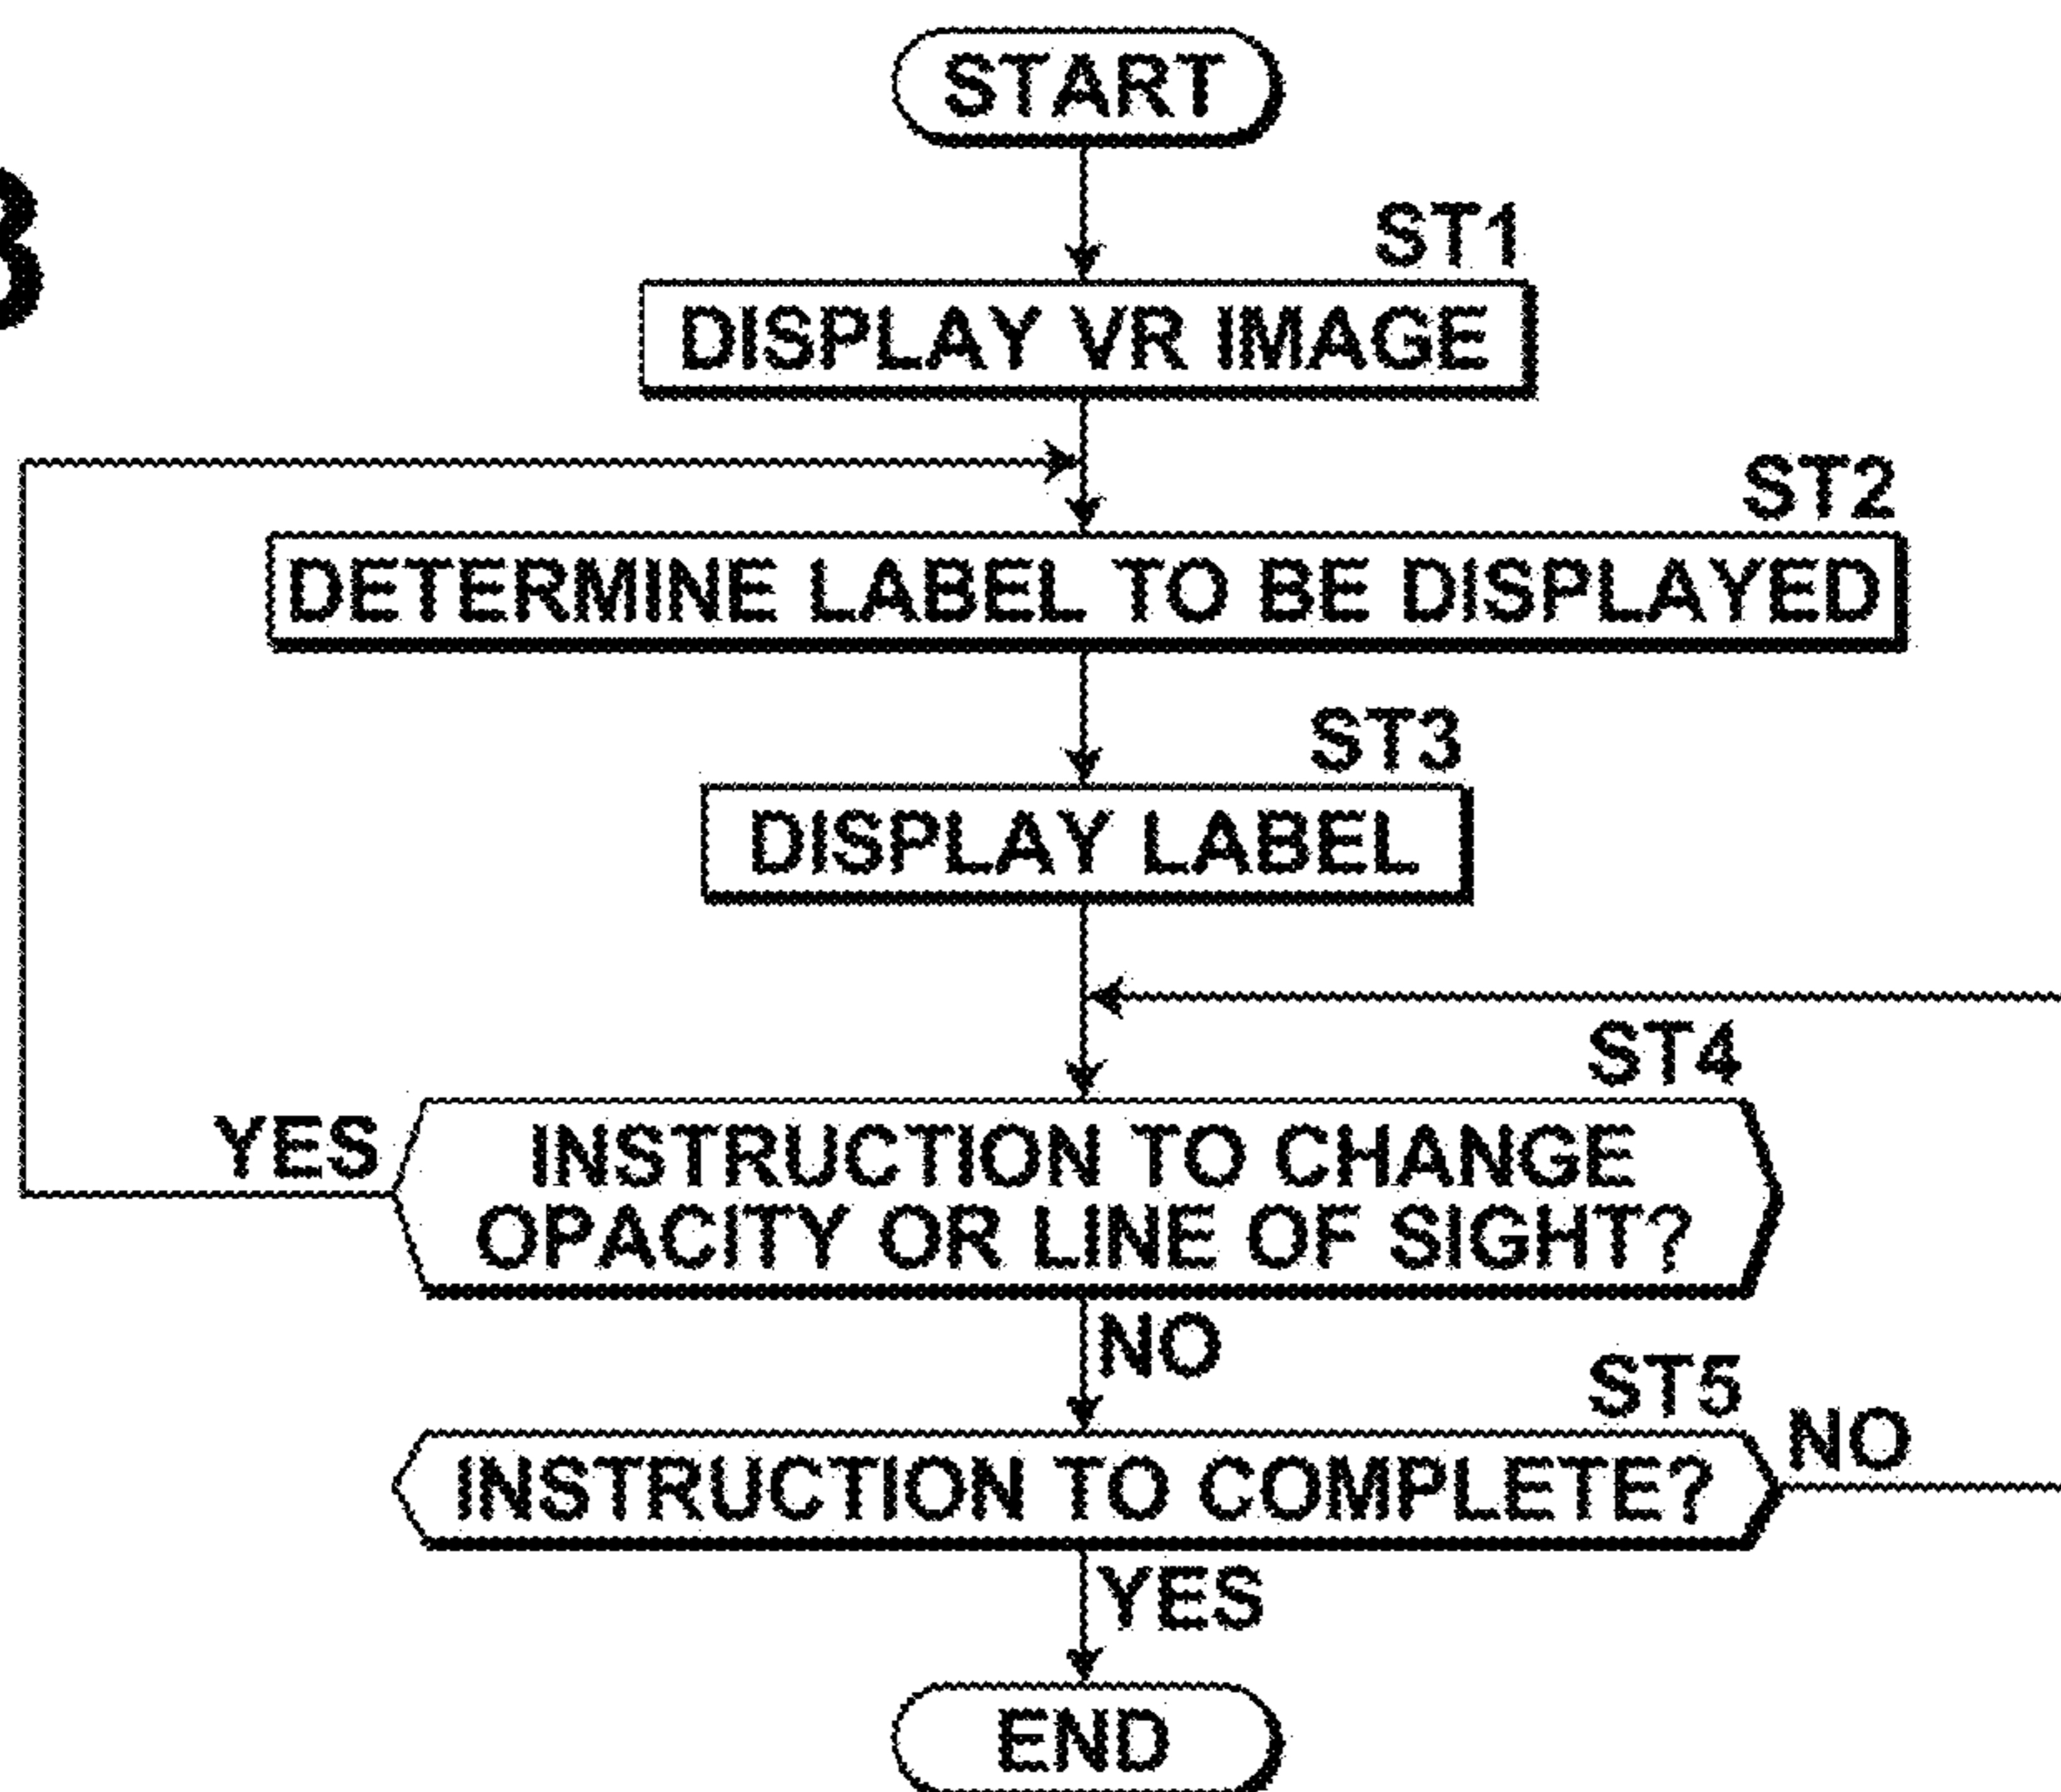 START
ST1
DISPLAY VR IMAGE
ST2
DETERMINE LABEL TO BE DISPLAYED
ST3
DISPLAY LABEL
ST4
YES
INSTRUCTION TO CHANGE
OPACITY OR LINE OF SIGHT?
NO
ST5
INSTRUCTION TO COMPLETE?
NO
YES
END